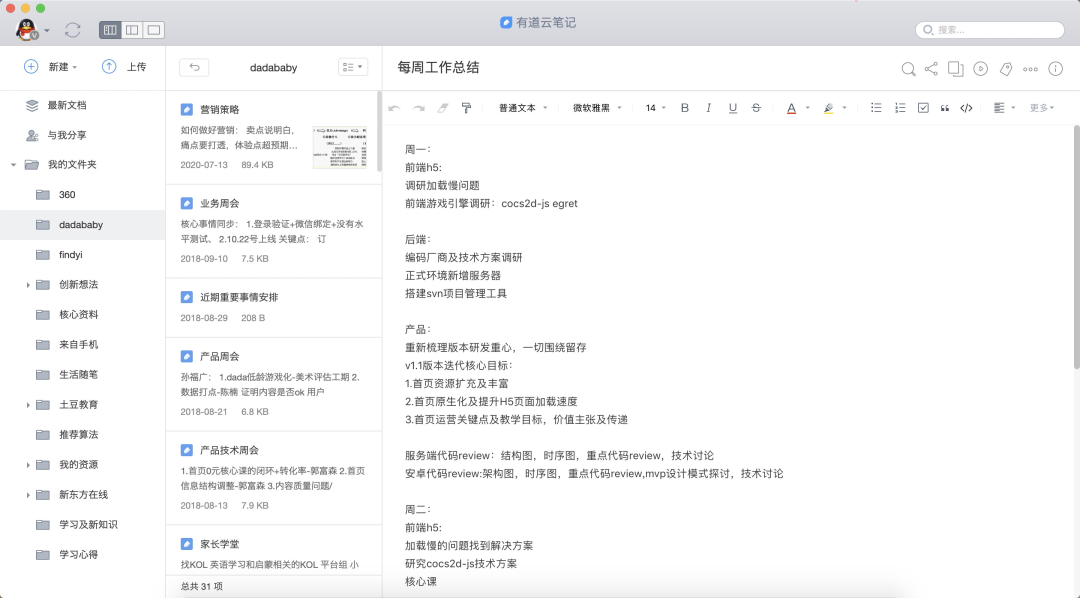 有道云笔记
搜索...
新建
上传
最新文档
与我分享
我的文件夹
360
dadababy
findyi
创新想法
核心资料
来自手机
生活随笔
土豆教育
推荐算法
我的资源
新东方在线
学习及新知识
学习心得
dadababy
营销策略
如何做好营销： 卖点说明白，
痛点要打透，体验点超预期...
2020-07-13 89.4 KB
业务周会
核心事情同步： 1.登录验证+微信绑定+没有水
平测试、 2.10.22号上线 关键点： 订
2018-09-10 7.5 KB
近期重要事情安排
2018-08-29 208 B
产品周会
孙福广： 1.dada低龄游戏化-美术评估工期 2.
数据打点-陈楠 证明内容是否ok 用户
2018-08-21 6.8 KB
产品技术周会
1.首页0元核心课的闭环+转化率-郭富森 2.首页
信息结构调整-郭富森 3.内容质量问题/
2018-08-13 7.9 KB
家长学堂
找KOL 英语学习和启蒙相关的KOL 平台组 小
总共 31 项
每周工作总结
普通文本 微软雅黑 14 B I U S A 更多
周一：
前端h5:
调研加载慢问题
前端游戏引擎调研：cocs2d-js egret
后端：
编码厂商及技术方案调研
正式环境新增服务器
搭建svn项目管理工具
产品：
重新梳理版本研发重心，一切围绕留存
v1.1版本迭代核心目标：
1.首页资源扩充及丰富
2.首页原生化及提升H5页面加载速度
3.首页运营关键点及教学目标，价值主张及传递
服务端代码review：结构图，时序图，重点代码review，技术讨论
安卓代码review:架构图，时序图，重点代码review,mvp设计模式探讨，技术讨论
周二：
前端h5:
加载慢的问题找到解决方案
研究cocs2d-js技术方案
核心课